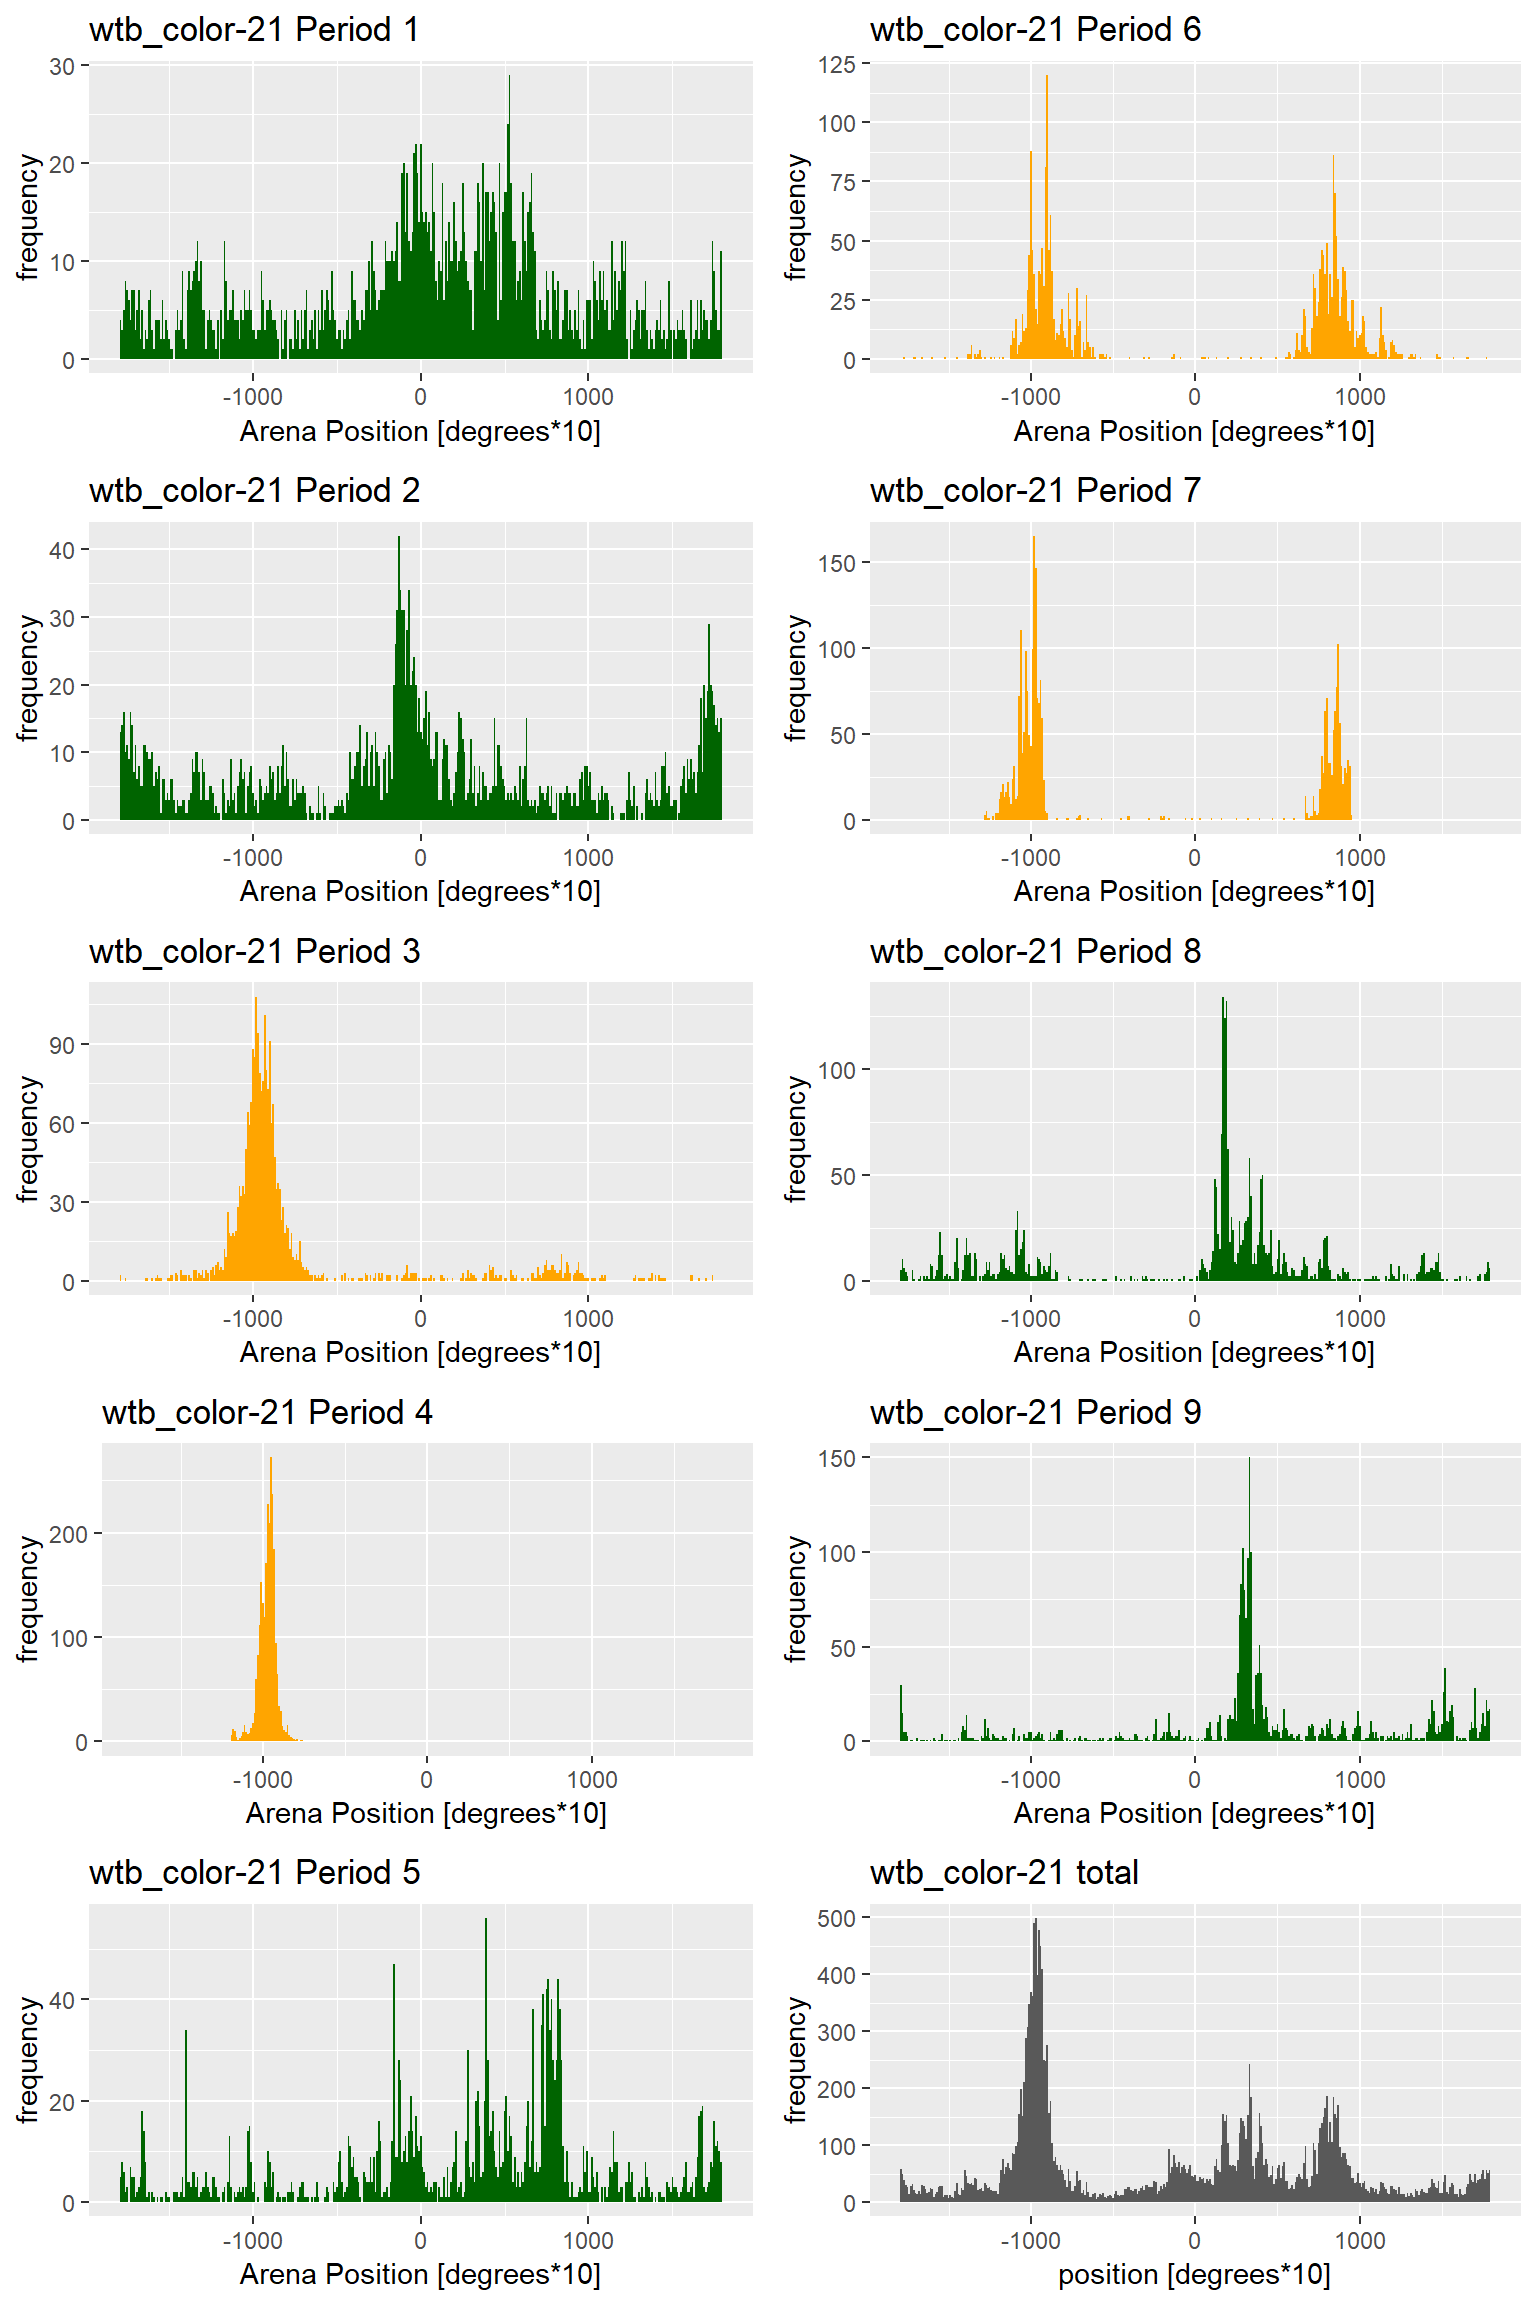 wtb_color-21 Period 1
frequency
30
20
10
0
-1000 0 1000
Arena Position [degrees*10]
wtb_color-21 Period 2
frequency
40
30
20
10
0
-1000 0 1000
Arena Position [degrees*10]
wtb_color-21 Period 3
frequency
90
60
30
0
-1000 0 1000
Arena Position [degrees*10]
wtb_color-21 Period 4
frequency
200
100
0
-1000 0 1000
Arena Position [degrees*10]
wtb_color-21 Period 5
frequency
40
20
0
-1000 0 1000
Arena Position [degrees*10]
wtb_color-21 Period 6
frequency
125
100
75
50
25
0
-1000 0 1000
Arena Position [degrees*10]
wtb_color-21 Period 7
frequency
150
100
50
0
-1000 0 1000
Arena Position [degrees*10]
wtb_color-21 Period 8
frequency
100
50
0
-1000 0 1000
Arena Position [degrees*10]
wtb_color-21 Period 9
frequency
150
100
50
0
-1000 0 1000
Arena Position [degrees*10]
wtb_color-21 total
frequency
500
400
300
200
100
0
-1000 0 1000
position [degrees*10]